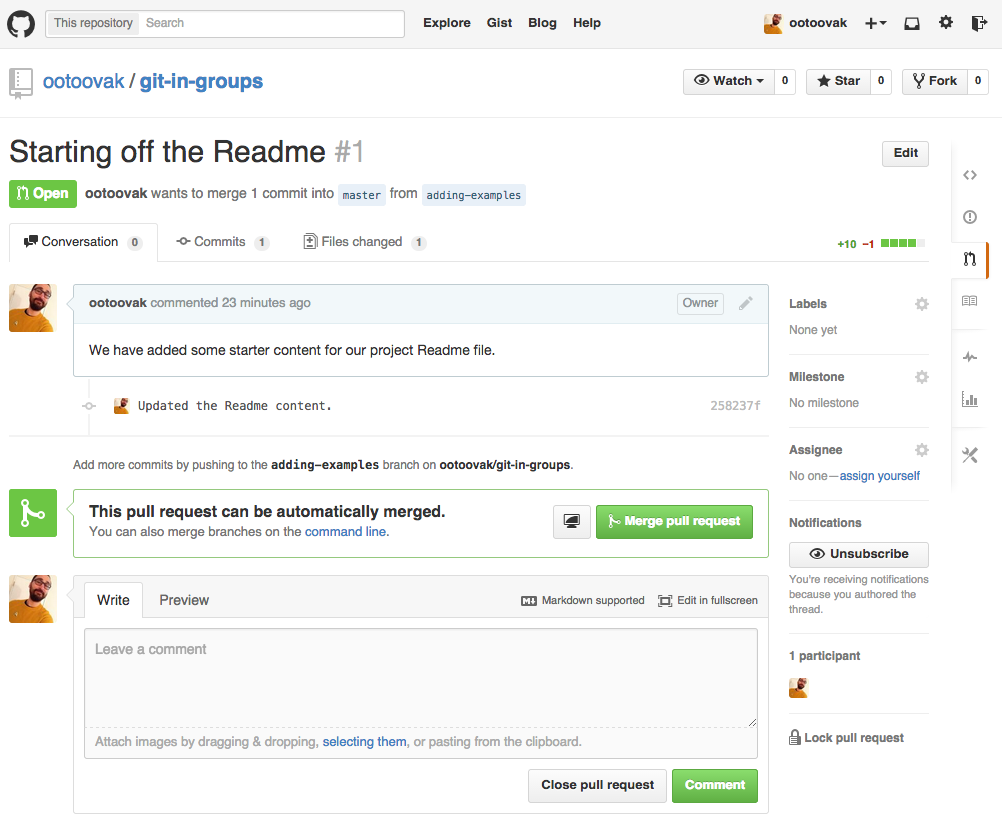 This repository Search Explore Gist Blog Help ootoovak
ootoovak / git-in-groups Watch 0 Star 0 Fork 0
Starting off the Readme #1 Edit
Open ootoovak wants to merge 1 commit into master from adding-examples
Conversation 0 Commits 1 Files changed 1 +10 −1
ootoovak commented 23 minutes ago Owner
We have added some starter content for our project Readme file.
Updated the Readme content. 258237f
Add more commits by pushing to the adding-examples branch on ootoovak/git-in-groups.
This pull request can be automatically merged.
You can also merge branches on the command line.
Merge pull request
Write Preview Markdown supported Edit in fullscreen
Leave a comment
Attach images by dragging & dropping, selecting them, or pasting from the clipboard.
Close pull request Comment
Labels
None yet
Milestone
No milestone
Assignee
No one—assign yourself
Notifications
Unsubscribe
You're receiving notifications
because you authored the
thread.
1 participant
Lock pull request